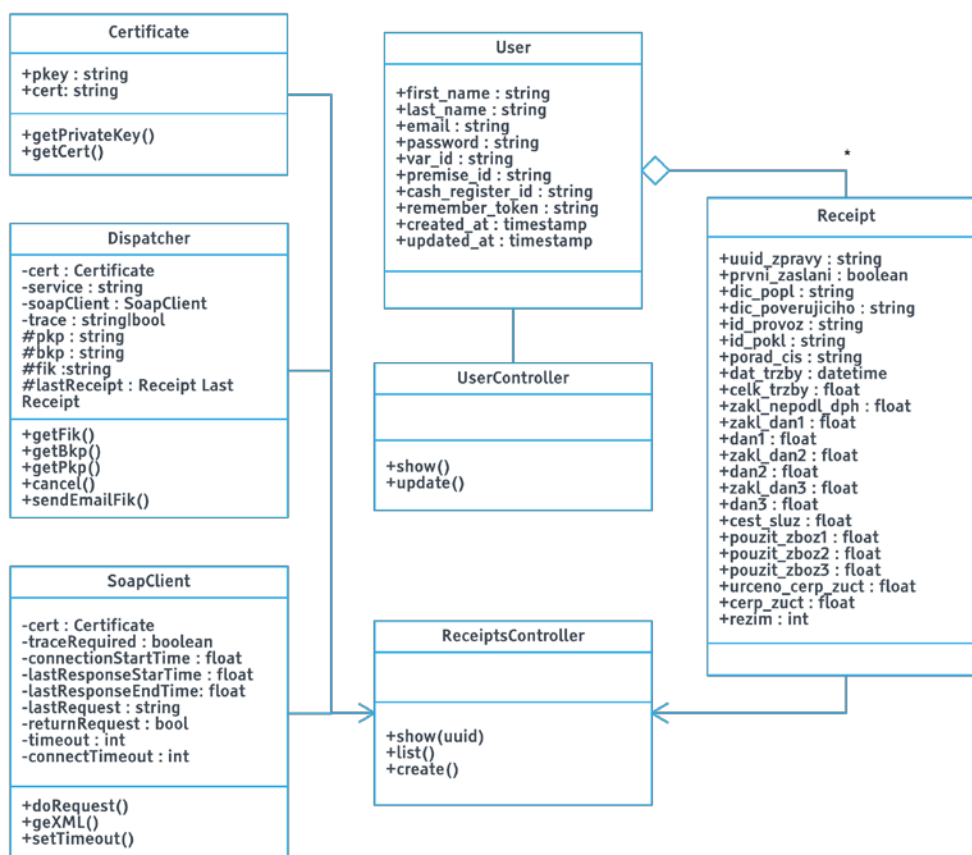 Certificate
+pkey : string
+cert: string
+getPrivateKey()
+getCert()
User
+first_name : string
+last_name : string
+email : string
+password : string
+var_id : string
+premise_id : string
+cash_register_id : string
+remember_token : string
+created_at : timestamp
+updated_at : timestamp
*
Dispatcher
-cert : Certificate
-service : string
-soapClient : SoapClient
-trace : string|bool
#pkp : string
#bkp : string
#fik :string
#lastReceipt : Receipt Last
Receipt
+getFik()
+getBkp()
+getPkp()
+cancel()
+sendEmailFik()
UserController
+show()
+update()
Receipt
+uuid_zpravy : string
+prvni_zaslani : boolean
+dic_popl : string
+dic_poverujiciho : string
+id_provoz : string
+id_pokl : string
+porad_cis : string
+dat_trzby : datetime
+celk_trzby : float
+zakl_nepodl_dph : float
+zakl_dan1 : float
+dan1 : float
+zakl_dan2 : float
+dan2 : float
+zakl_dan3 : float
+dan3 : float
+cest_sluz : float
+pouzit_zboz1 : float
+pouzit_zboz2 : float
+pouzit_zboz3 : float
+urceno_cerp_zuct : float
+cerp_zuct : float
+rezim : int
SoapClient
-cert : Certificate
-traceRequired : boolean
-connectionStartTime : float
-lastResponseStarTime : float
-lastResponseEndTime: float
-lastRequest : string
-returnRequest : bool
-timeout : int
-connectTimeout : int
+doRequest()
+geXML()
+setTimeout()
ReceiptsController
+show(uuid)
+list()
+create()